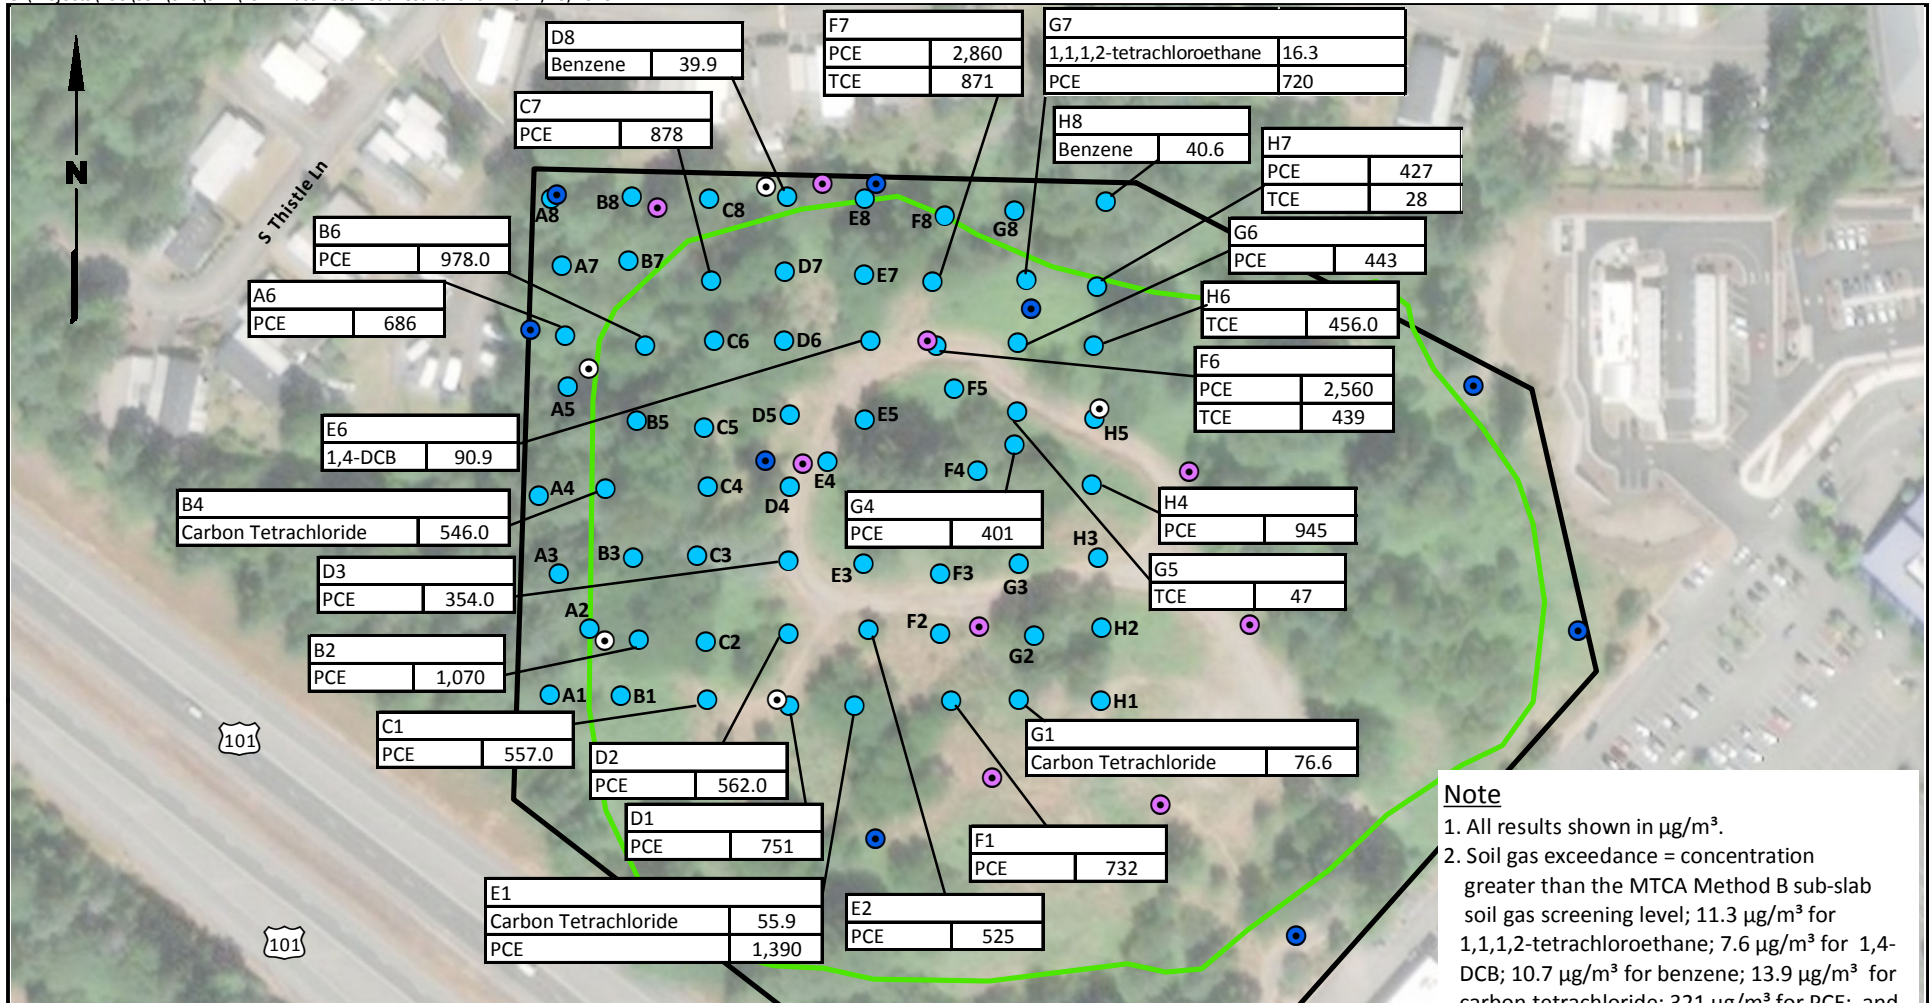 D8
Benzene 39.9
F7
PCE 2,860
TCE 871
G7
1,1,1,2-tetrachloroethane 16.3
PCE 720
C7
PCE 878
H8
Benzene 40.6
H7
PCE 427
TCE 28
N
S Thistle Ln
A8
B8
C8
E8
F8
G8
B6
PCE 978.0
G6
PCE 443
A7
B7
D7
E7
A6
PCE 686
H6
TCE 456.0
C6
D6
F6
PCE 2,560
TCE 439
A5
B5
C5
D5
E5
F5
H5
E6
1,4-DCB 90.9
A4
C4
D4
E4
F4
B4
Carbon Tetrachloride 546.0
G4
PCE 401
H4
PCE 945
A3
B3
C3
E3
F3
G3
H3
D3
PCE 354.0
G5
TCE 47
A2
C2
F2
G2
H2
B2
PCE 1,070
A1
B1
H1
C1
PCE 557.0
D2
PCE 562.0
G1
Carbon Tetrachloride 76.6
101
D1
PCE 751
F1
PCE 732
E1
Carbon Tetrachloride 55.9
PCE 1,390
E2
PCE 525
101
Note
1. All results shown in µg/m³.
2. Soil gas exceedance = concentration
greater than the MTCA Method B sub-slab
soil gas screening level; 11.3 µg/m³ for
1,1,1,2-tetrachloroethane; 7.6 µg/m³ for 1,4-
DCB; 10.7 µg/m³ for benzene; 13.9 µg/m³ for
carbon tetrachloride; 321 µg/m³ for PCE; and